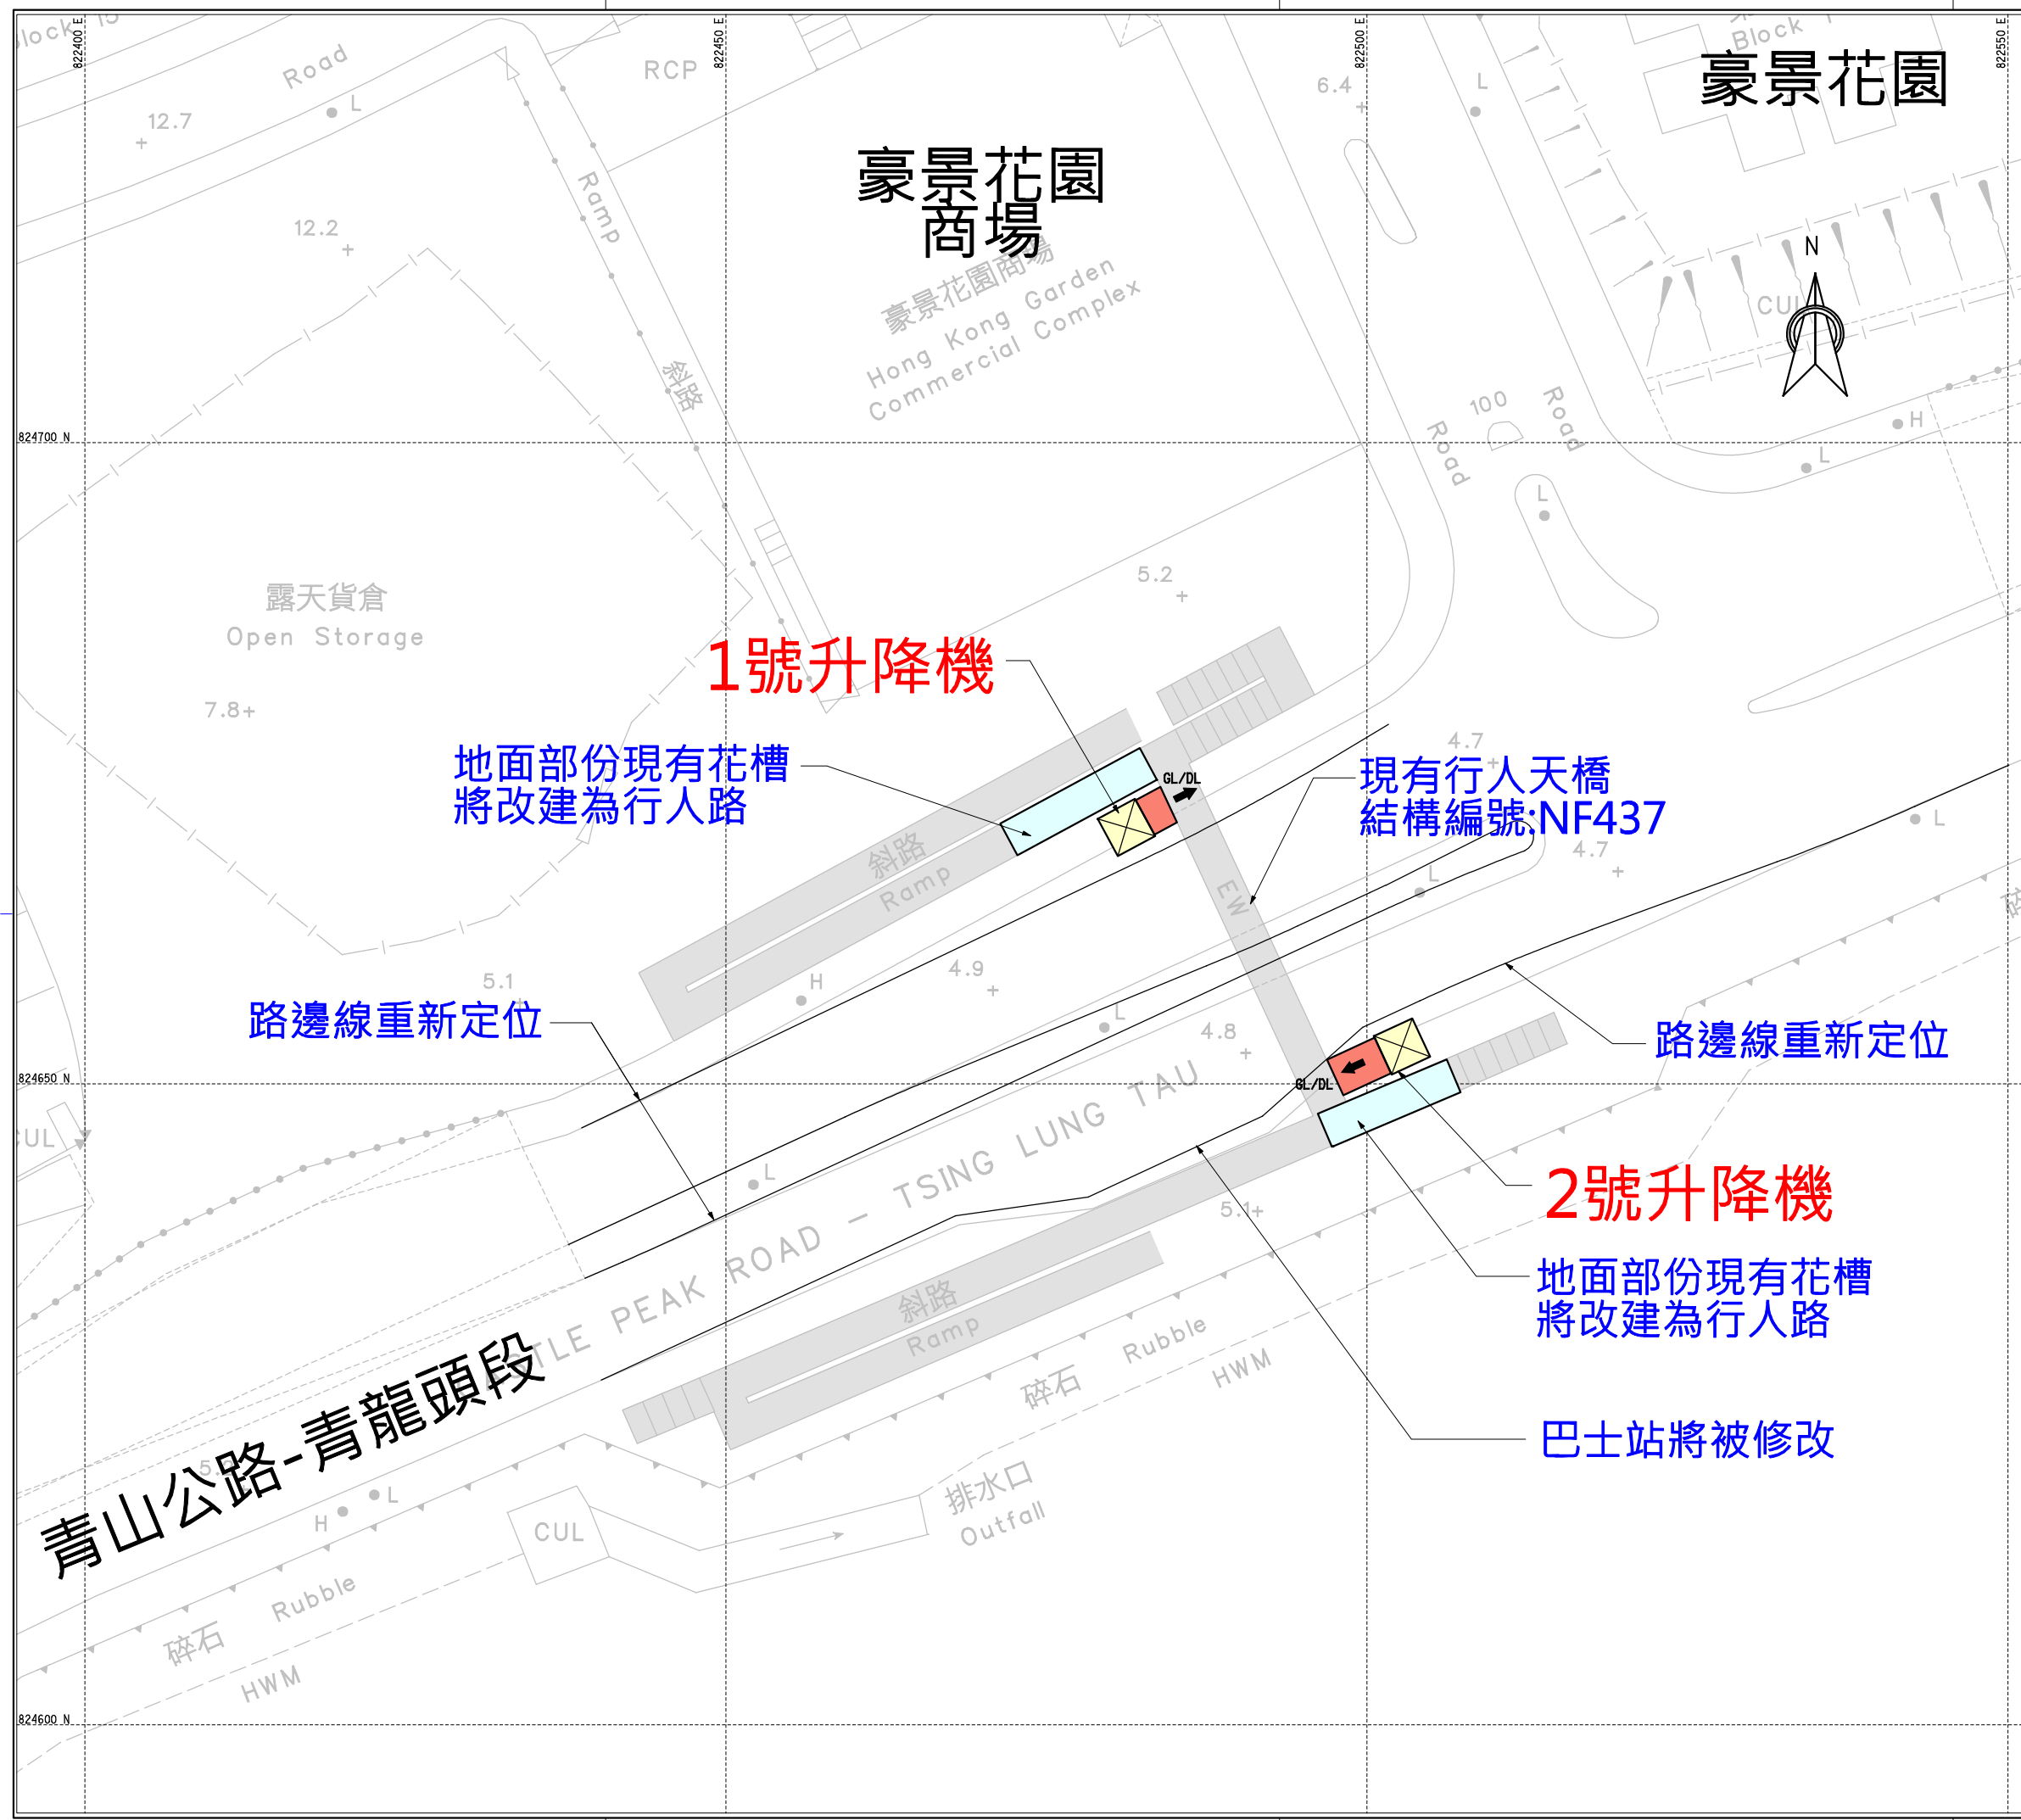 822400 E
822450 E
822500 E
822550 E
Block 15
Road
RCP
L
12.7
Ramp
12.2
斜路
豪景花園
商場
豪景花園商場
Hong Kong Garden
Commercial Complex
6.4
L
Block
豪景花園
N
CUL
Road
100
Road
H
L
L
824700 N
露天貨倉
Open Storage
7.8
5.2
1號升降機
地面部份現有花槽
將改建為行人路
GL/DL
4.7
現有行人天橋
結構編號:NF437
4.7
L
L
斜路
Ramp
EW
5.1
H
4.9
L
4.8
路邊線重新定位
路邊線重新定位
824650 N
GL/DL
CUL
L
2號升降機
5.1
地面部份現有花槽
將改建為行人路
CASTLE PEAK ROAD - TSING LUNG TAU
斜路
Ramp
碎石
Rubble
HWM
巴士站將被修改
青山公路-青龍頭段
H
L
CUL
排水口
Outfall
碎石
Rubble
HWM
824600 N